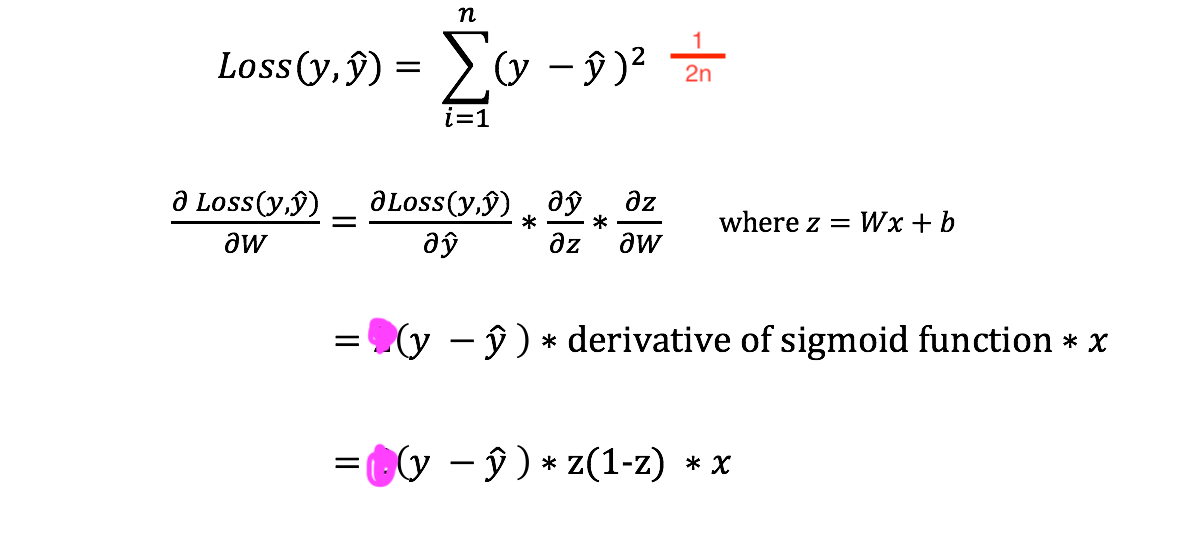 Loss(y, ŷ) = ∑_{i=1}^{n} (y − ŷ)² 1/2n
∂ Loss(y,ŷ)/∂W = ∂Loss(y,ŷ)/∂ŷ * ∂ŷ/∂z * ∂z/∂W where z = Wx + b
= (y − ŷ) * derivative of sigmoid function * x
= (y − ŷ) * z(1-z) * x